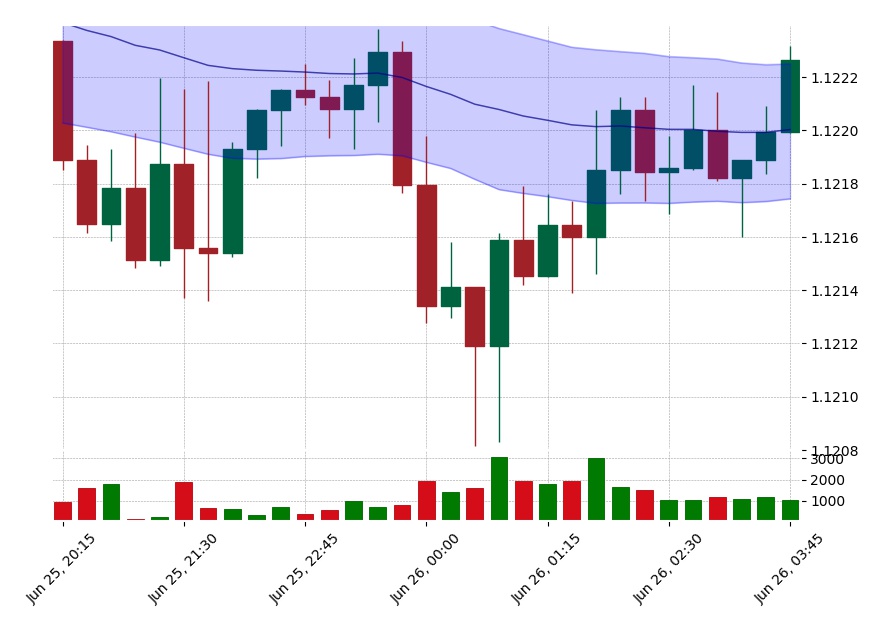 1.1222
1.1220
1.1218
1.1216
1.1214
1.1212
1.1210
1.1208
3000
2000
1000
Jun 25, 20:15
Jun 25, 21:30
Jun 25, 22:45
Jun 26, 00:00
Jun 26, 01:15
Jun 26, 02:30
Jun 26, 03:45